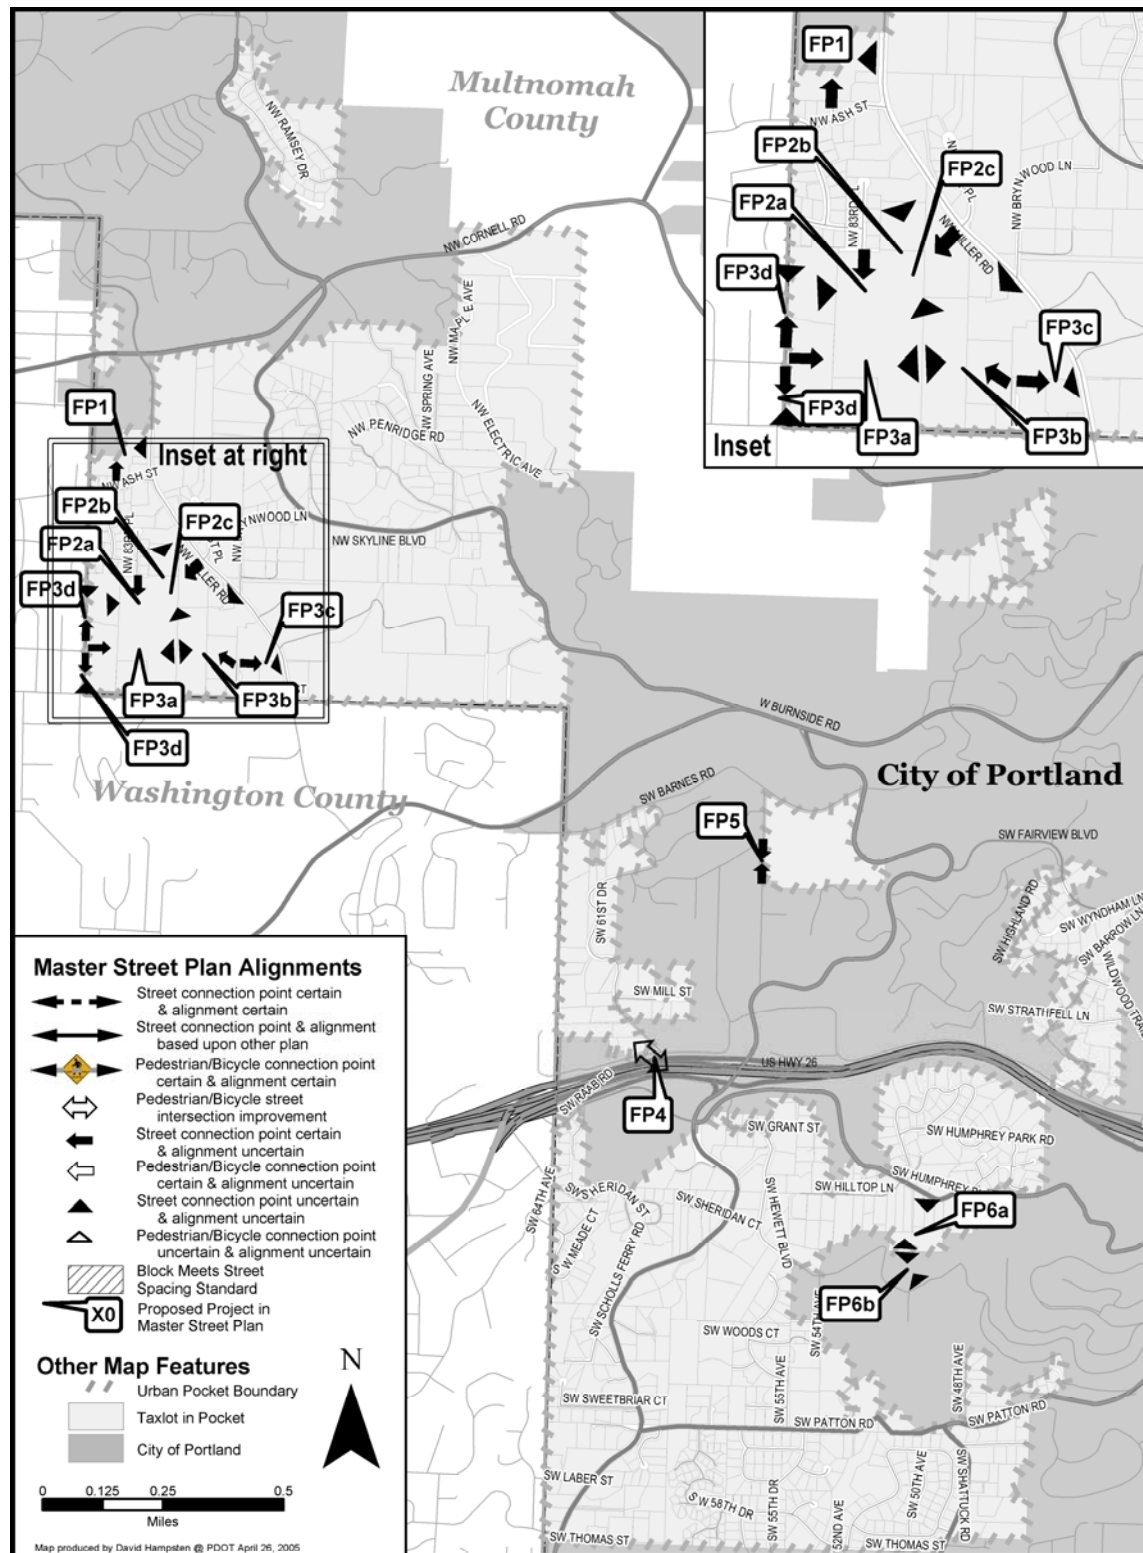 Multnomah
County
NW RAMSEY DR
NW CORNELL RD
NW MAPLE AVE
NW SPRING AVE
NW PENRIDGE RD
NW ELECTRIC AVE
NW SKYLINE BLVD
FP1
Inset at right
NW ASH ST
FP2b
FP2c
FP2a
NW 83RD PL
FP3d
FP3c
FP3a
FP3b
FP3d
FP1
NW ASH ST
FP2b
FP2c
NW BRYNWOOD LN
FP2a
NW 83RD PL
NW MILLER RD
FP3d
FP3c
FP3d
FP3a
FP3b
Inset
Washington County
W BURNSIDE RD
City of Portland
SW BARNES RD
FP5
SW FAIRVIEW BLVD
SW 61ST DR
SW HIGHLAND RD
SW WYNDHAM LN
SW BARROW LN
SW MILL ST
SW STRATHFELL LN
US HWY 26
SW RAAB RD
FP4
SW GRANT ST
SW HUMPHREY PARK RD
SW 64TH AVE
SW SHERIDAN ST
SW HILLTOP LN
SW MEADE CT
SW SHERIDAN CT
SW HEWETT BLVD
FP6a
SW SCHOLLS FERRY RD
FP6b
SW 54TH AVE
SW WOODS CT
SW 55TH AVE
SW 48TH AVE
SW SWEETBRIAR CT
SW PATTON RD
SW PATTON RD
SW LABER ST
SW 58TH DR
SW 55TH DR
SW 50TH AVE
SW SHATTUCK RD
52ND AVE
SW THOMAS ST
SW THOMAS ST
Master Street Plan Alignments
Street connection point certain
& alignment certain
Street connection point & alignment
based upon other plan
Pedestrian/Bicycle connection point
certain & alignment certain
Pedestrian/Bicycle street
intersection improvement
Street connection point certain
& alignment uncertain
Pedestrian/Bicycle connection point
certain & alignment uncertain
Street connection point uncertain
& alignment uncertain
Pedestrian/Bicycle connection point
uncertain & alignment uncertain
Block Meets Street
Spacing Standard
X0
Proposed Project in
Master Street Plan
Other Map Features
Urban Pocket Boundary
Taxlot in Pocket
City of Portland
N
0 0.125 0.25 0.5
Miles
Map produced by David Hampsten @ PDOT April 26, 2005